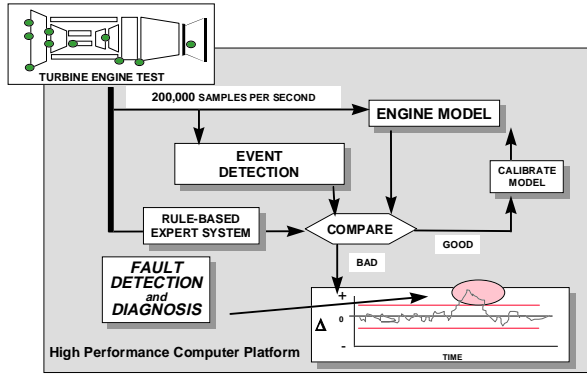 TURBINE ENGINE TEST
200,000 SAMPLES PER SECOND
ENGINE MODEL
EVENT
DETECTION
CALIBRATE
MODEL
RULE-BASED
EXPERT SYSTEM
COMPARE
GOOD
BAD
FAULT
DETECTION
and
DIAGNOSIS
+
Δ
0
-
High Performance Computer Platform
TIME